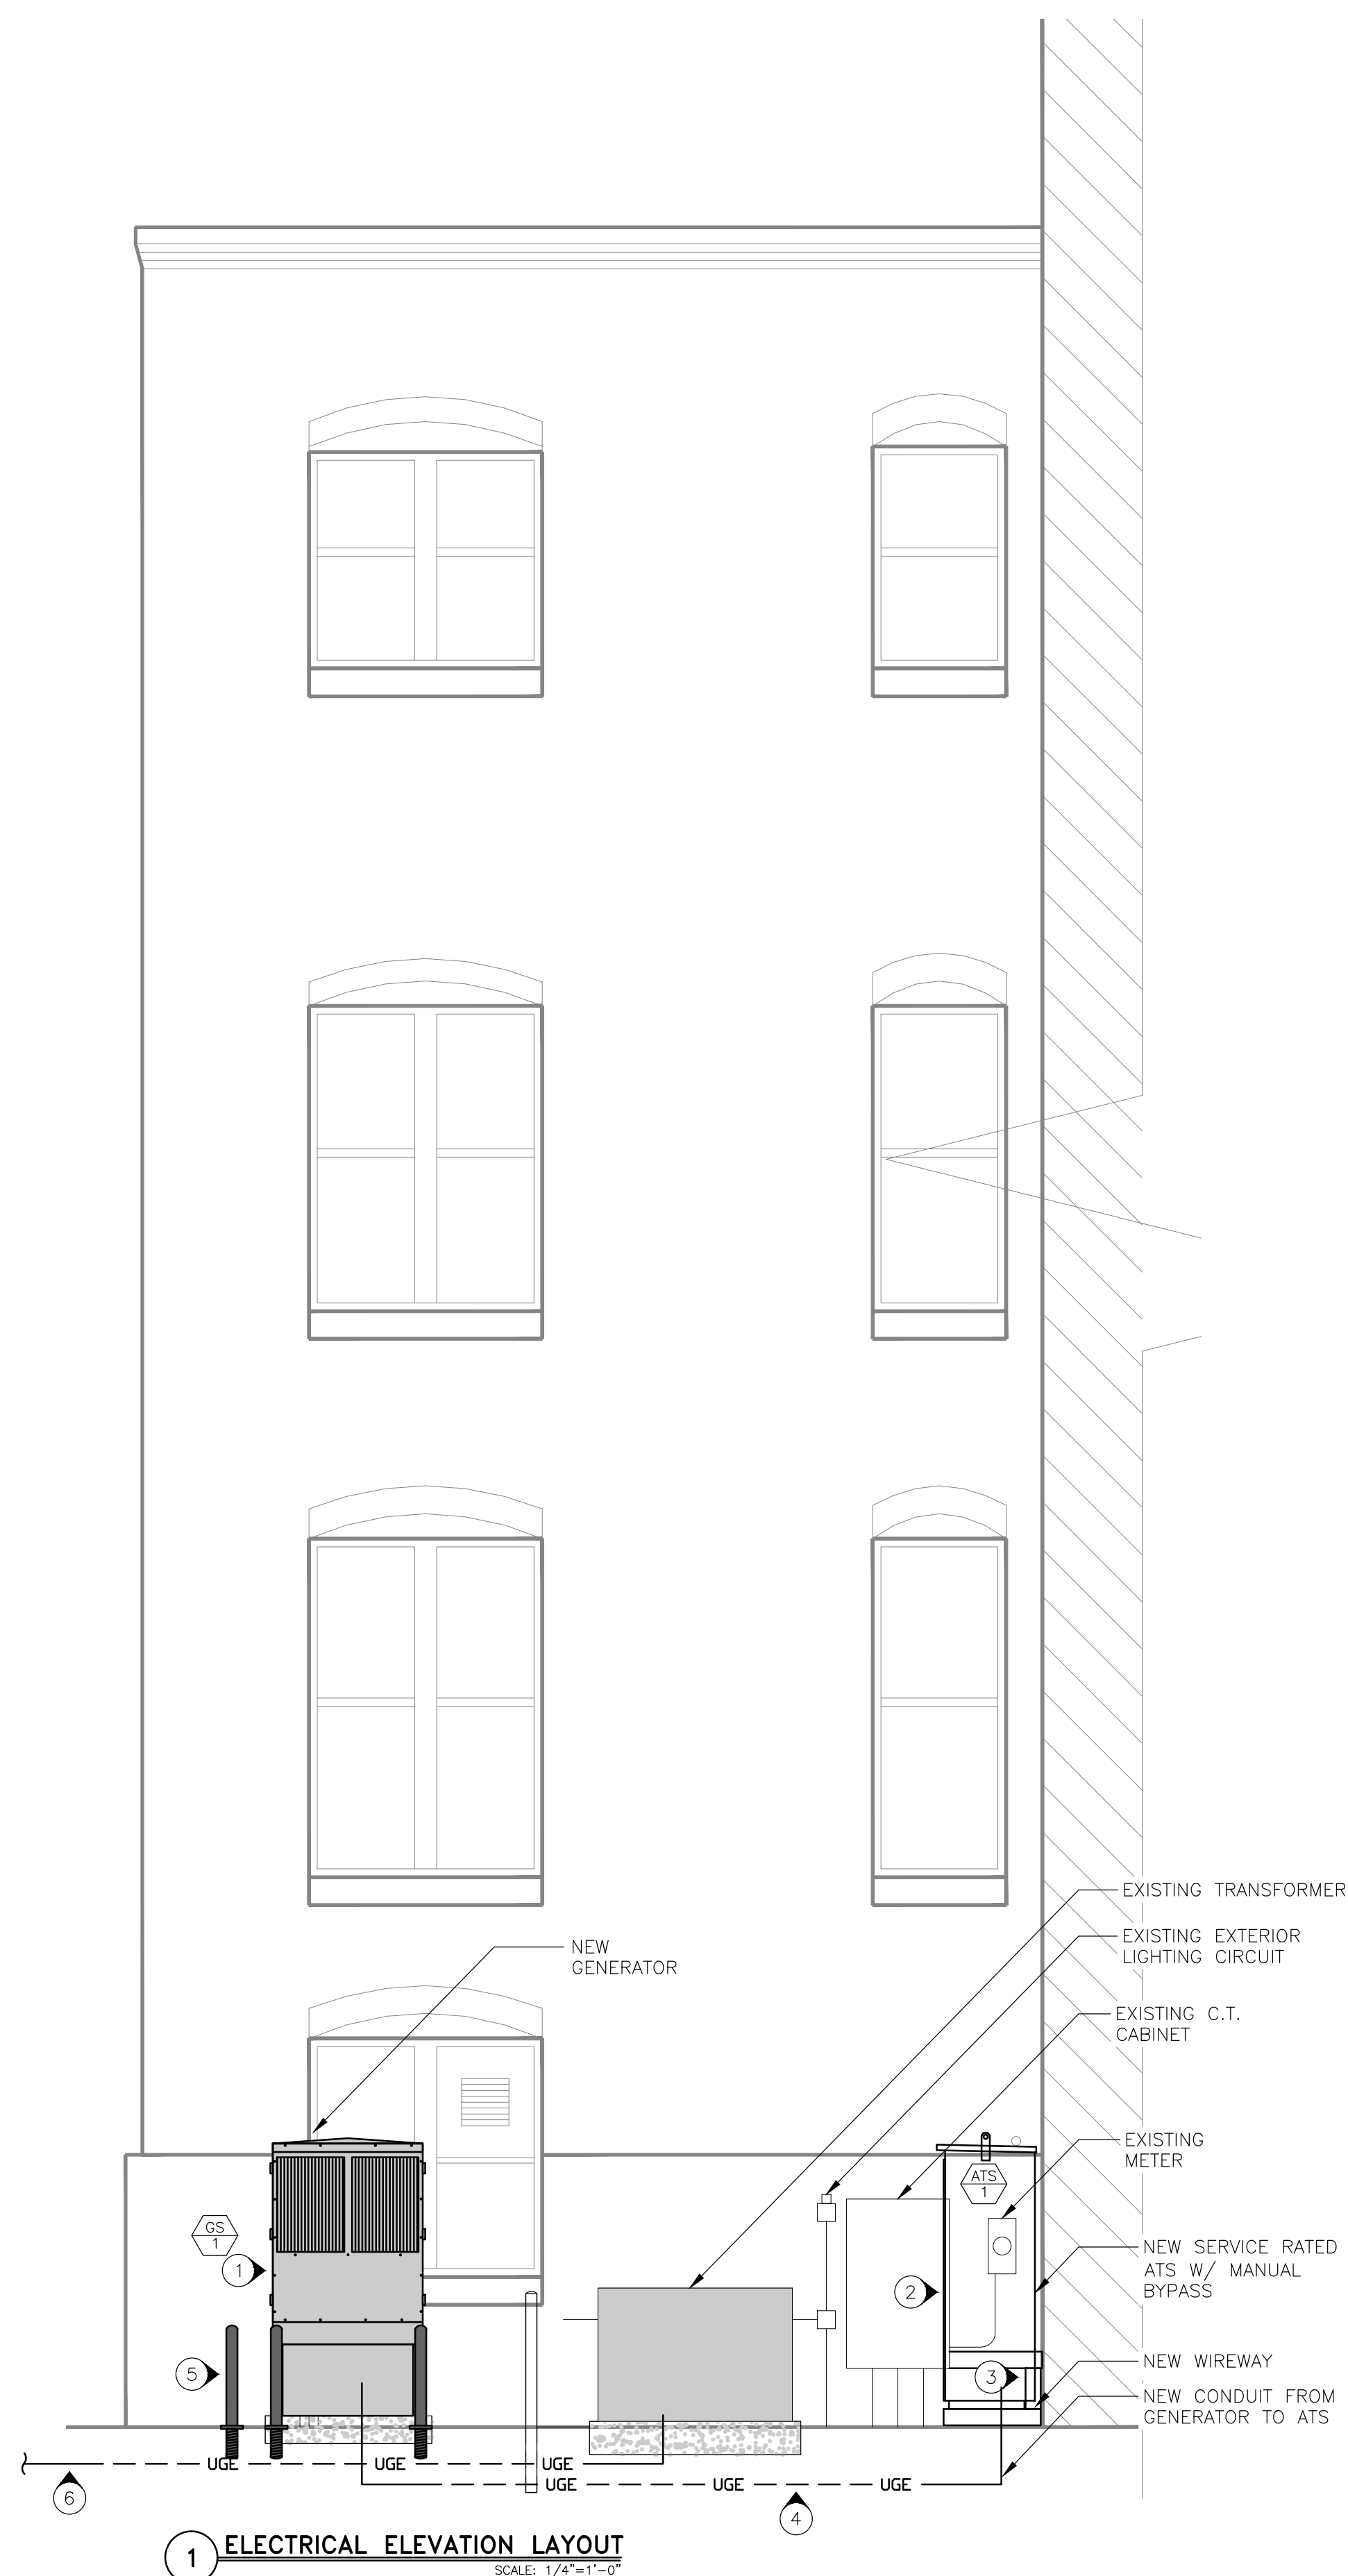 EXISTING TRANSFORMER
EXISTING EXTERIOR
LIGHTING CIRCUIT
NEW
GENERATOR
EXISTING C.T.
CABINET
EXISTING
METER
ATS
1
GS
1
1
NEW SERVICE RATED
ATS W/ MANUAL
BYPASS
2
NEW WIREWAY
3
5
NEW CONDUIT FROM
GENERATOR TO ATS
UGE UGE UGE
UGE UGE UGE
6
4
1 ELECTRICAL ELEVATION LAYOUT
SCALE: 1/4"=1'-0"